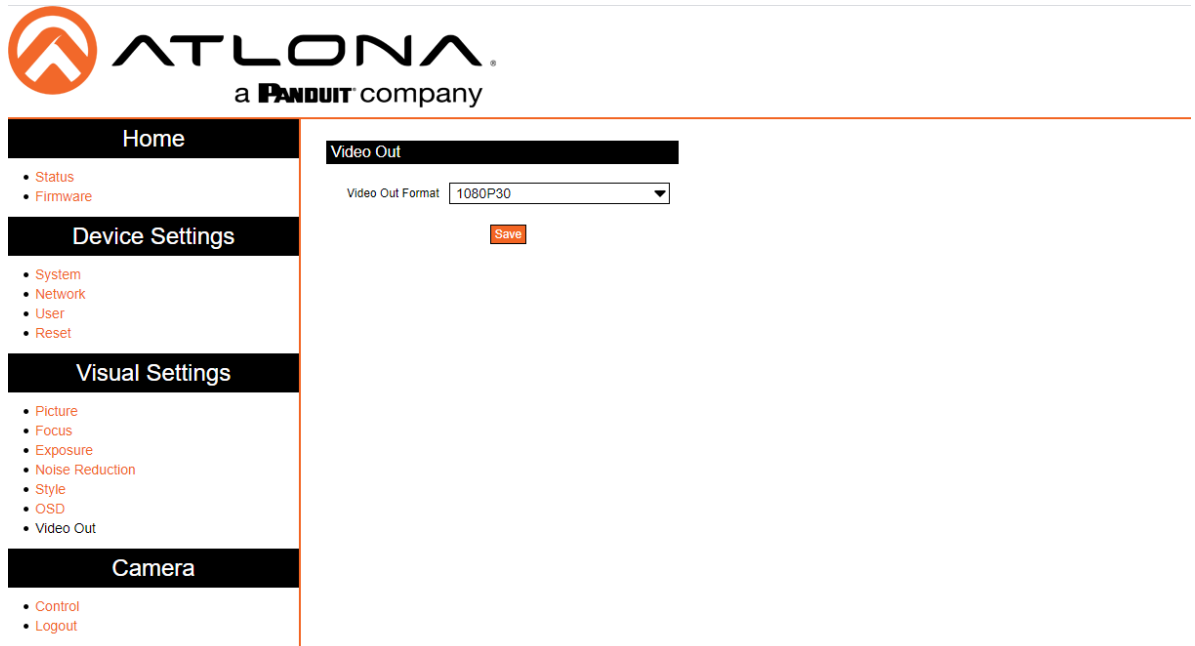 ATLONA®
a PANDUIT™ company
Home
Status
Firmware
Device Settings
System
Network
User
Reset
Visual Settings
Picture
Focus
Exposure
Noise Reduction
Style
OSD
Video Out
Camera
Control
Logout
Video Out
Video Out Format 1080P30
Save